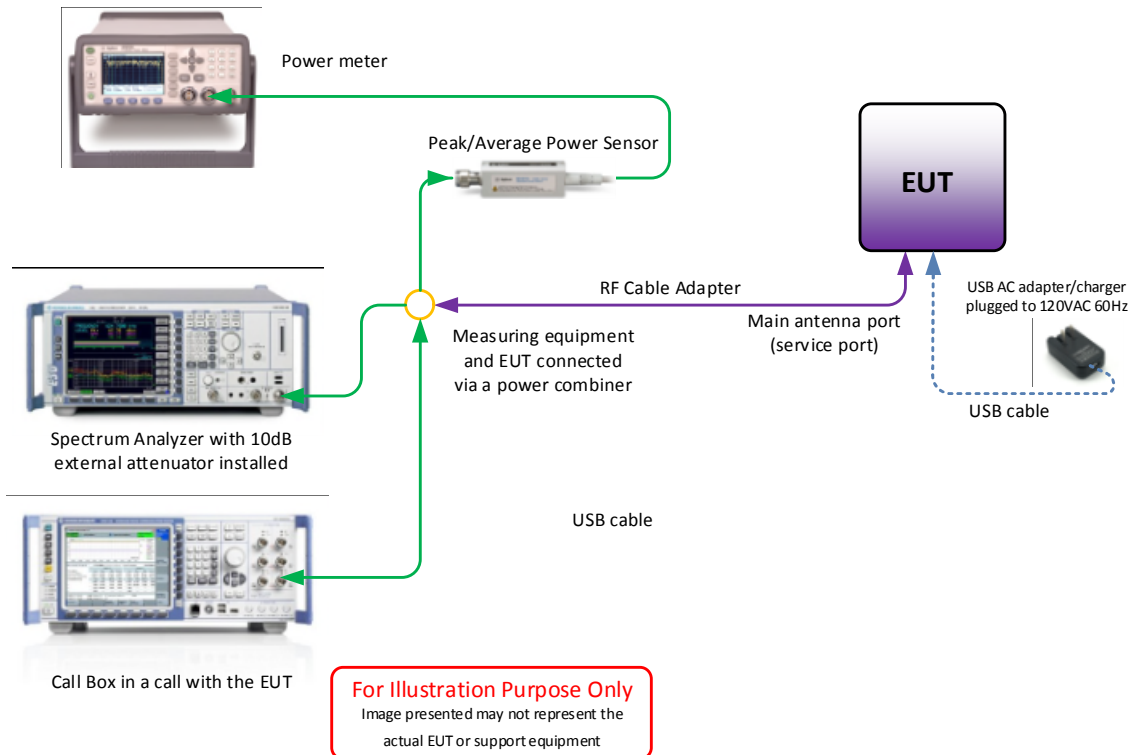 Power meter
Peak/Average Power Sensor
EUT
RF Cable Adapter
USB AC adapter/charger
plugged to 120VAC 60Hz
Main antenna port
(service port)
Measuring equipment
and EUT connected
via a power combiner
USB cable
Spectrum Analyzer with 10dB
external attenuator installed
USB cable
Call Box in a call with the EUT
For Illustration Purpose Only
Image presented may not represent the
actual EUT or support equipment